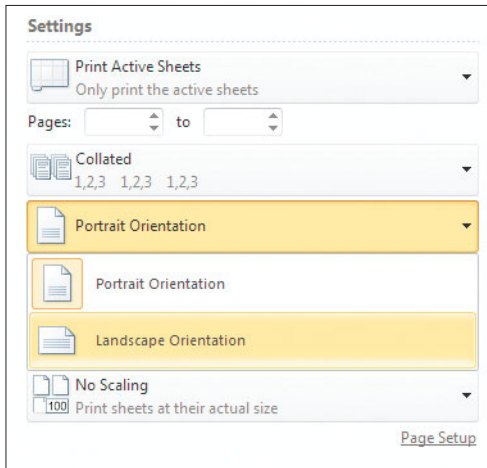 Settings
Print Active Sheets
Only print the active sheets
Pages: to
Collated
1,2,3 1,2,3 1,2,3
Portrait Orientation
Portrait Orientation
Landscape Orientation
No Scaling
100 Print sheets at their actual size
Page Setup